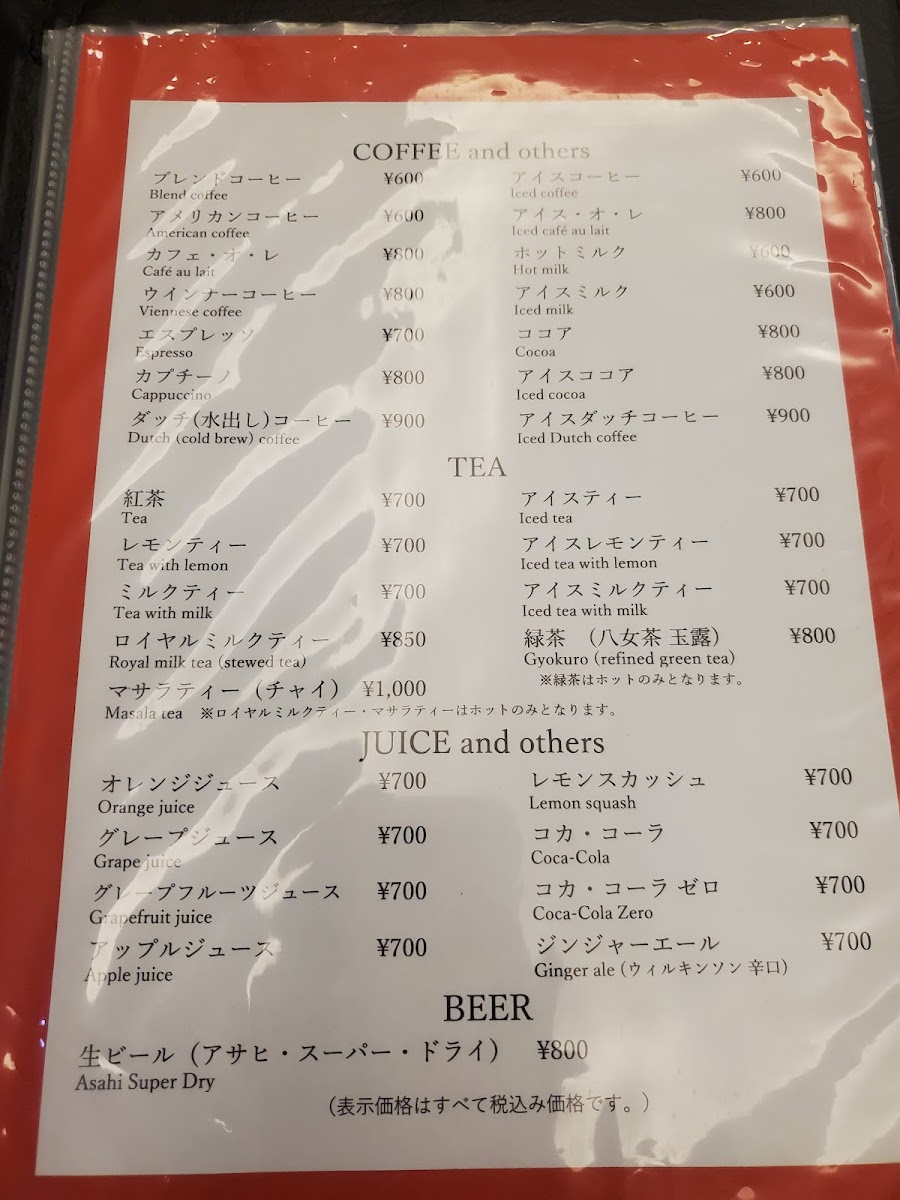 COFFEE and others
ブレンドコーヒー ¥600
Blend coffee
アメリカンコーヒー ¥600
American coffee
カフェ・オ・レ ¥800
Café au lait
ウインナーコーヒー ¥800
Viennese coffee
エスプレッソ ¥700
Espresso
カプチーノ ¥800
Cappuccino
ダッチ(水出し)コーヒー ¥900
Dutch (cold brew) coffee
アイスコーヒー ¥600
Iced coffee
アイス・オ・レ ¥800
Iced café au lait
ホットミルク ¥600
Hot milk
アイスミルク ¥600
Iced milk
ココア ¥800
Cocoa
アイスココア ¥800
Iced cocoa
アイスダッチコーヒー ¥900
Iced Dutch coffee
TEA
紅茶 ¥700
Tea
レモンティー ¥700
Tea with lemon
ミルクティー ¥700
Tea with milk
ロイヤルミルクティー ¥850
Royal milk tea (stewed tea)
マサラティー（チャイ） ¥1,000
Masala tea ※ロイヤルミルクティー・マサラティーはホットのみとなります。
アイスティー ¥700
Iced tea
アイスレモンティー ¥700
Iced tea with lemon
アイスミルクティー ¥700
Iced tea with milk
緑茶 （八女茶 玉露） ¥800
Gyokuro (refined green tea)
※緑茶はホットのみとなります。
JUICE and others
オレンジジュース ¥700
Orange juice
グレープジュース ¥700
Grape juice
グレープフルーツジュース ¥700
Grapefruit juice
アップルジュース ¥700
Apple juice
レモンスカッシュ ¥700
Lemon squash
コカ・コーラ ¥700
Coca-Cola
コカ・コーラ ゼロ ¥700
Coca-Cola Zero
ジンジャーエール ¥700
Ginger ale (ウィルキンソン 辛口)
BEER
生ビール（アサヒ・スーパー・ドライ） ¥800
Asahi Super Dry
（表示価格はすべて税込み価格です。）